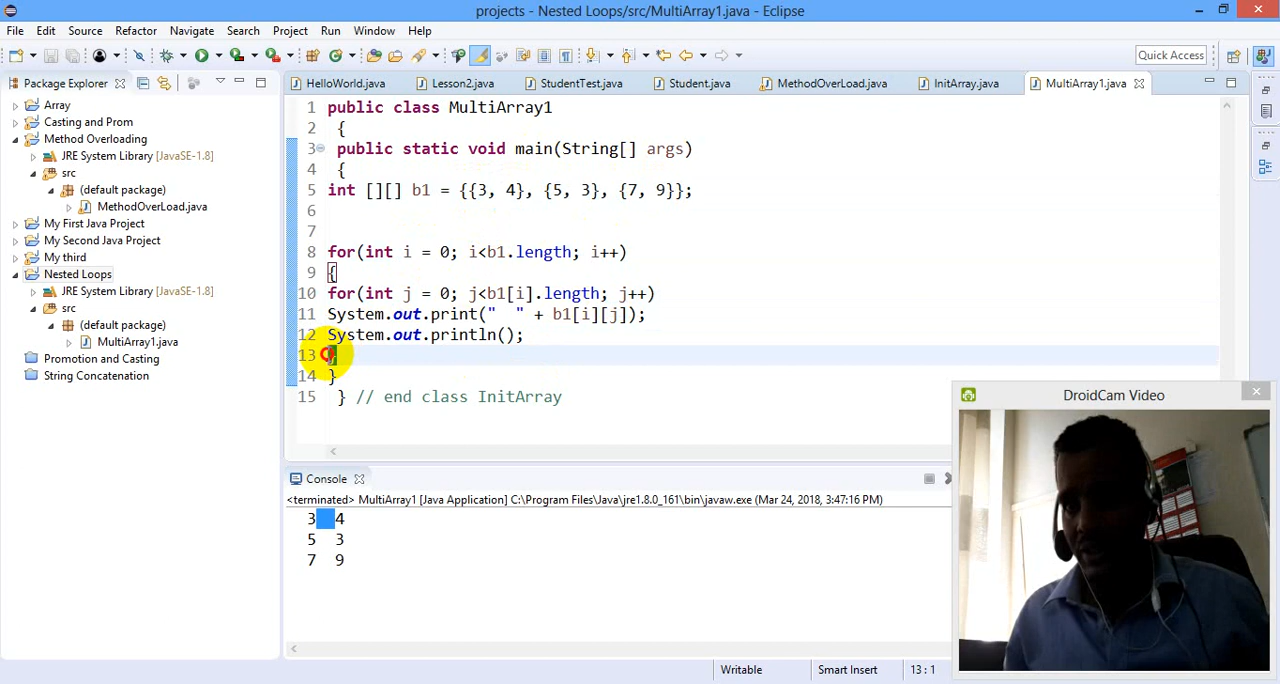 projects - Nested Loops/src/MultiArray1.java - Eclipse
File Edit Source Refactor Navigate Search Project Run Window Help
Quick Access
Package Explorer
Array
Casting and Prom
Method Overloading
JRE System Library [JavaSE-1.8]
src
(default package)
MethodOverLoad.java
My First Java Project
My Second Java Project
My third
Nested Loops
JRE System Library [JavaSE-1.8]
src
(default package)
MultiArray1.java
Promotion and Casting
String Concatenation
HelloWorld.java Lesson2.java StudentTest.java Student.java MethodOverLoad.java InitArray.java MultiArray1.java
1 public class MultiArray1
2 {
3 public static void main(String[] args)
4 {
5 int [][] b1 = {{3, 4}, {5, 3}, {7, 9}};
6
7
8 for(int i = 0; i<b1.length; i++)
9 {
10 for(int j = 0; j<b1[i].length; j++)
11 System.out.print("  " + b1[i][j]);
12 System.out.println();
13 }
14 }
15 } // end class InitArray
Console
<terminated> MultiArray1 [Java Application] C:\Program Files\Java\jre1.8.0_161\bin\javaw.exe (Mar 24, 2018, 3:47:16 PM)
3 4
5 3
7 9
DroidCam Video
Writable Smart Insert 13 : 1